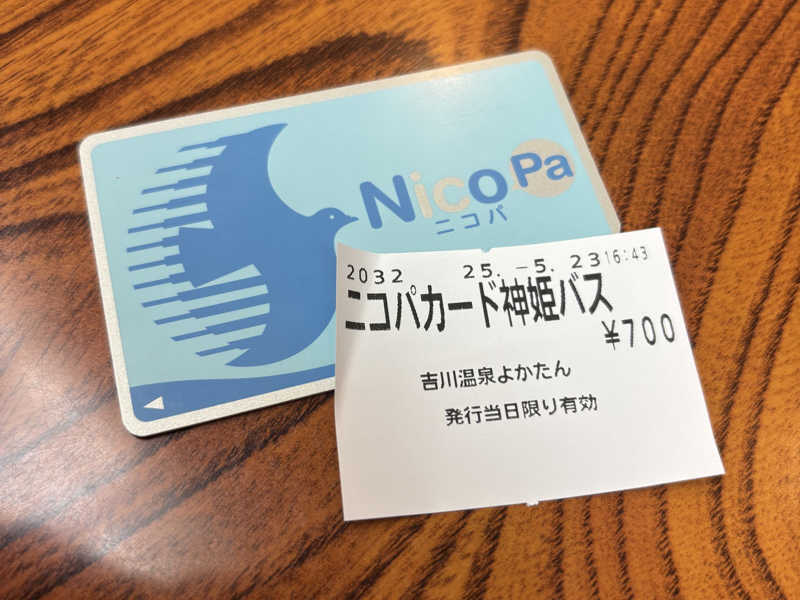 NicoPa
ニコパ
2032 25.-5.23 16:43
ニコパカード神姫バス
¥700
吉川温泉よかたん
発行当日限り有効